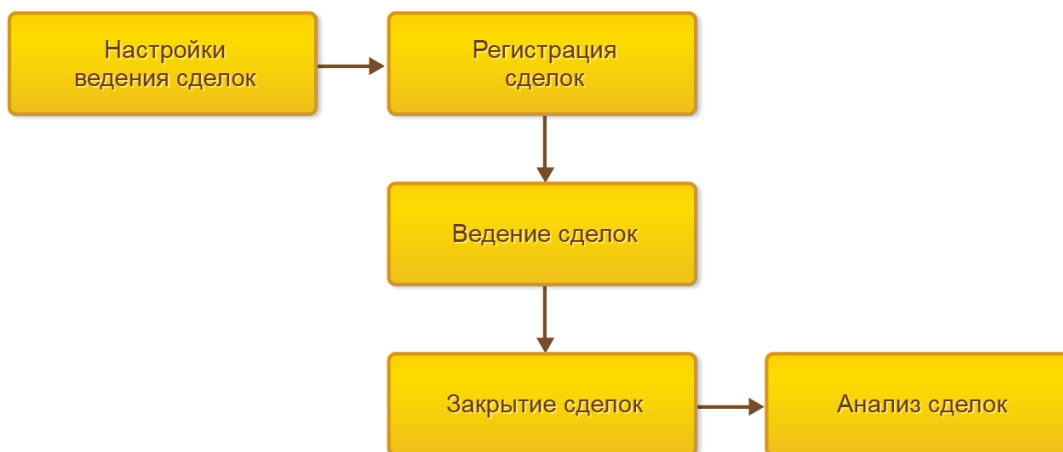 Настройки
ведения сделок
Регистрация
сделок
Ведение сделок
Закрытие сделок
Анализ сделок